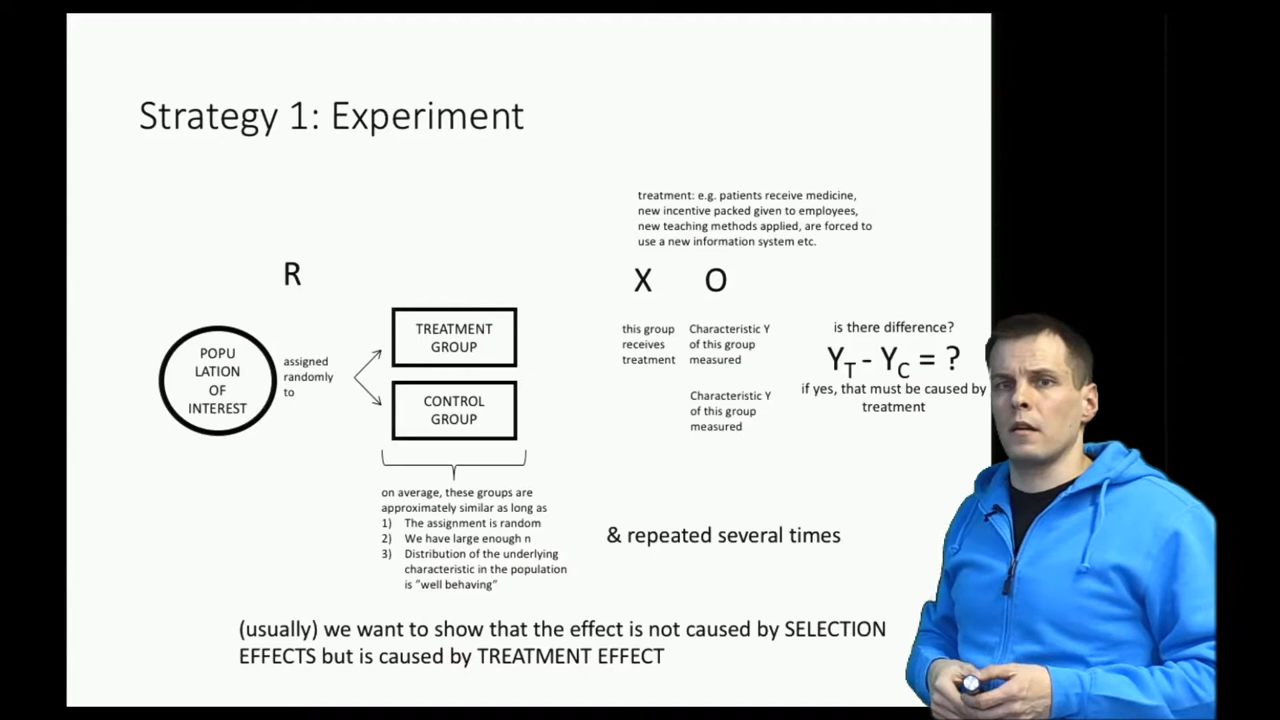 Strategy 1: Experiment
treatment: e.g. patients receive medicine,
new incentive packed given to employees,
new teaching methods applied, are forced to
use a new information system etc.
R
X O
POPU
LATION
OF
INTEREST
assigned
randomly
to
TREATMENT
GROUP
CONTROL
GROUP
this group
receives
treatment
Characteristic Y
of this group
measured
Characteristic Y
of this group
measured
is there difference?
YT - YC = ?
if yes, that must be caused by
treatment
on average, these groups are
approximately similar as long as
1) The assignment is random
2) We have large enough n
3) Distribution of the underlying
characteristic in the population
is "well behaving"
& repeated several times
(usually) we want to show that the effect is not caused by SELECTION
EFFECTS but is caused by TREATMENT EFFECT